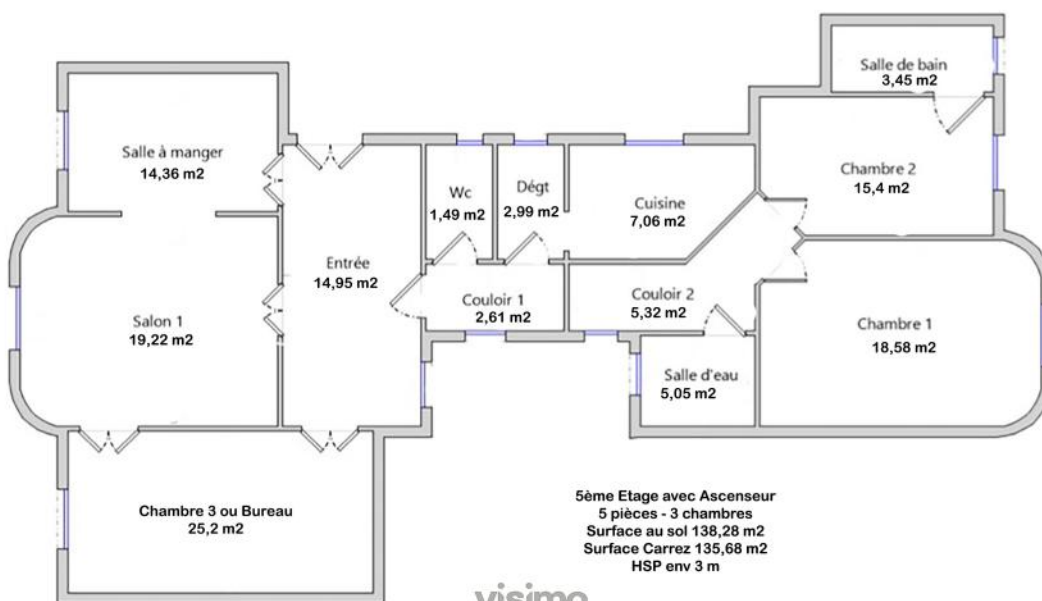 Salle de bain
3,45 m2
Salle à manger
14,36 m2
Wc
1,49 m2
Dégt
2,99 m2
Cuisine
7,06 m2
Chambre 2
15,4 m2
Entrée
14,95 m2
Salon 1
19,22 m2
Couloir 1
2,61 m2
Couloir 2
5,32 m2
Chambre 1
18,58 m2
Salle d'eau
5,05 m2
Chambre 3 ou Bureau
25,2 m2
5ème Etage avec Ascenseur
5 pièces - 3 chambres
Surface au sol 138,28 m2
Surface Carrez 135,68 m2
HSP env 3 m
visimo